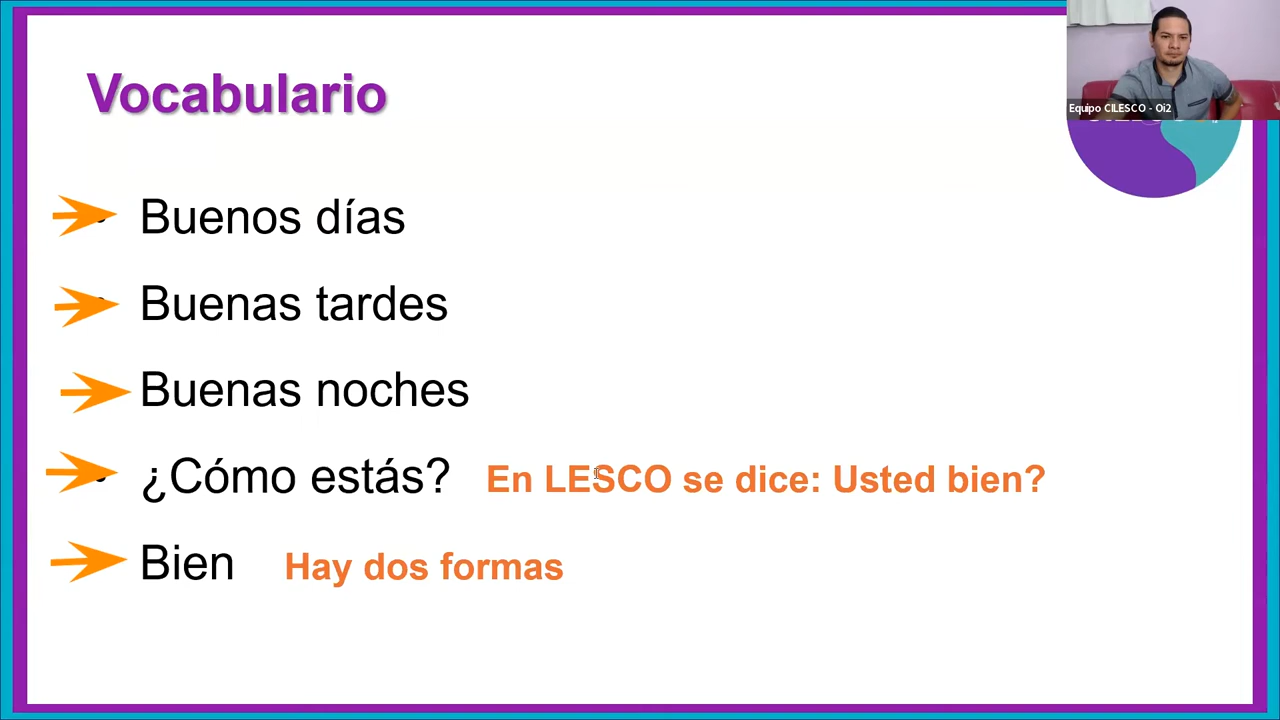 Vocabulario
Equipo CILESCO - Oi2
Buenos días
Buenas tardes
Buenas noches
¿Cómo estás? En LESCO se dice: Usted bien?
Bien Hay dos formas